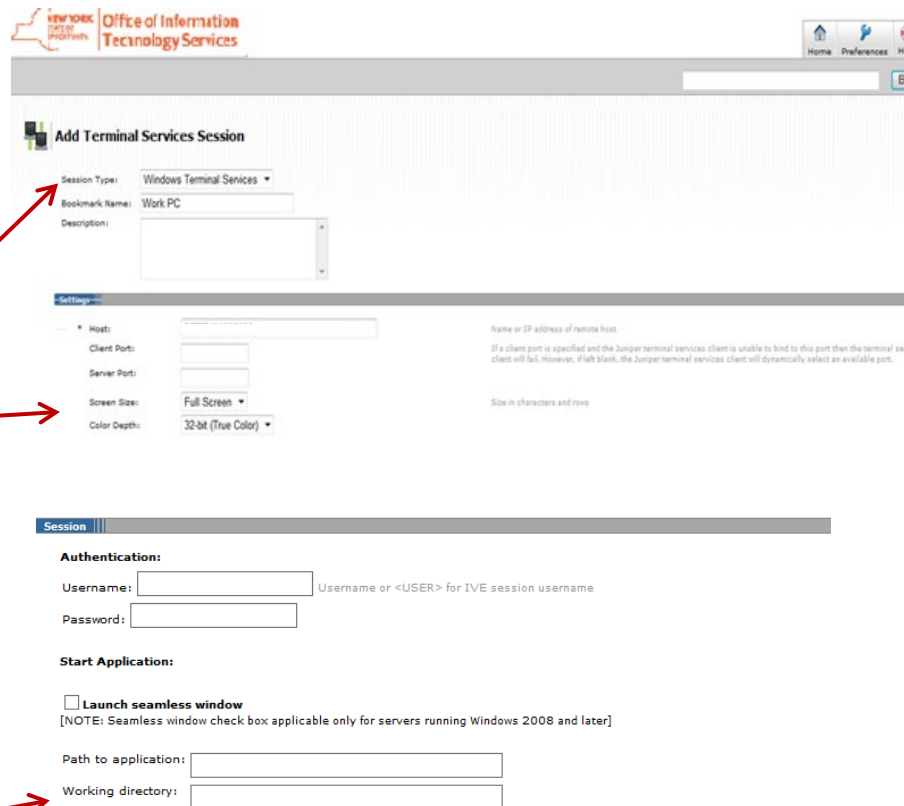 NEW YORK
STATE OF
OPPORTUNITY.
Office of Information
Technology Services
Home Preferences
Add Terminal Services Session
Session Type: Windows Terminal Services
Bookmark Name: Work PC
Description:
Settings
* Host: Name or IP address of remote host
Client Port: If a client port is specified and the Juniper terminal services client is unable to bind to this port then the terminal
client will fail. However, if left blank, the Juniper terminal services client will dynamically select an available port.
Server Port:
Screen Size: Full Screen Size in characters and rows
Color Depth: 32-bit (True Color)
Session
Authentication:
Username: Username or <USER> for IVE session username
Password:
Start Application:
Launch seamless window
[NOTE: Seamless window check box applicable only for servers running Windows 2008 and later]
Path to application:
Working directory: